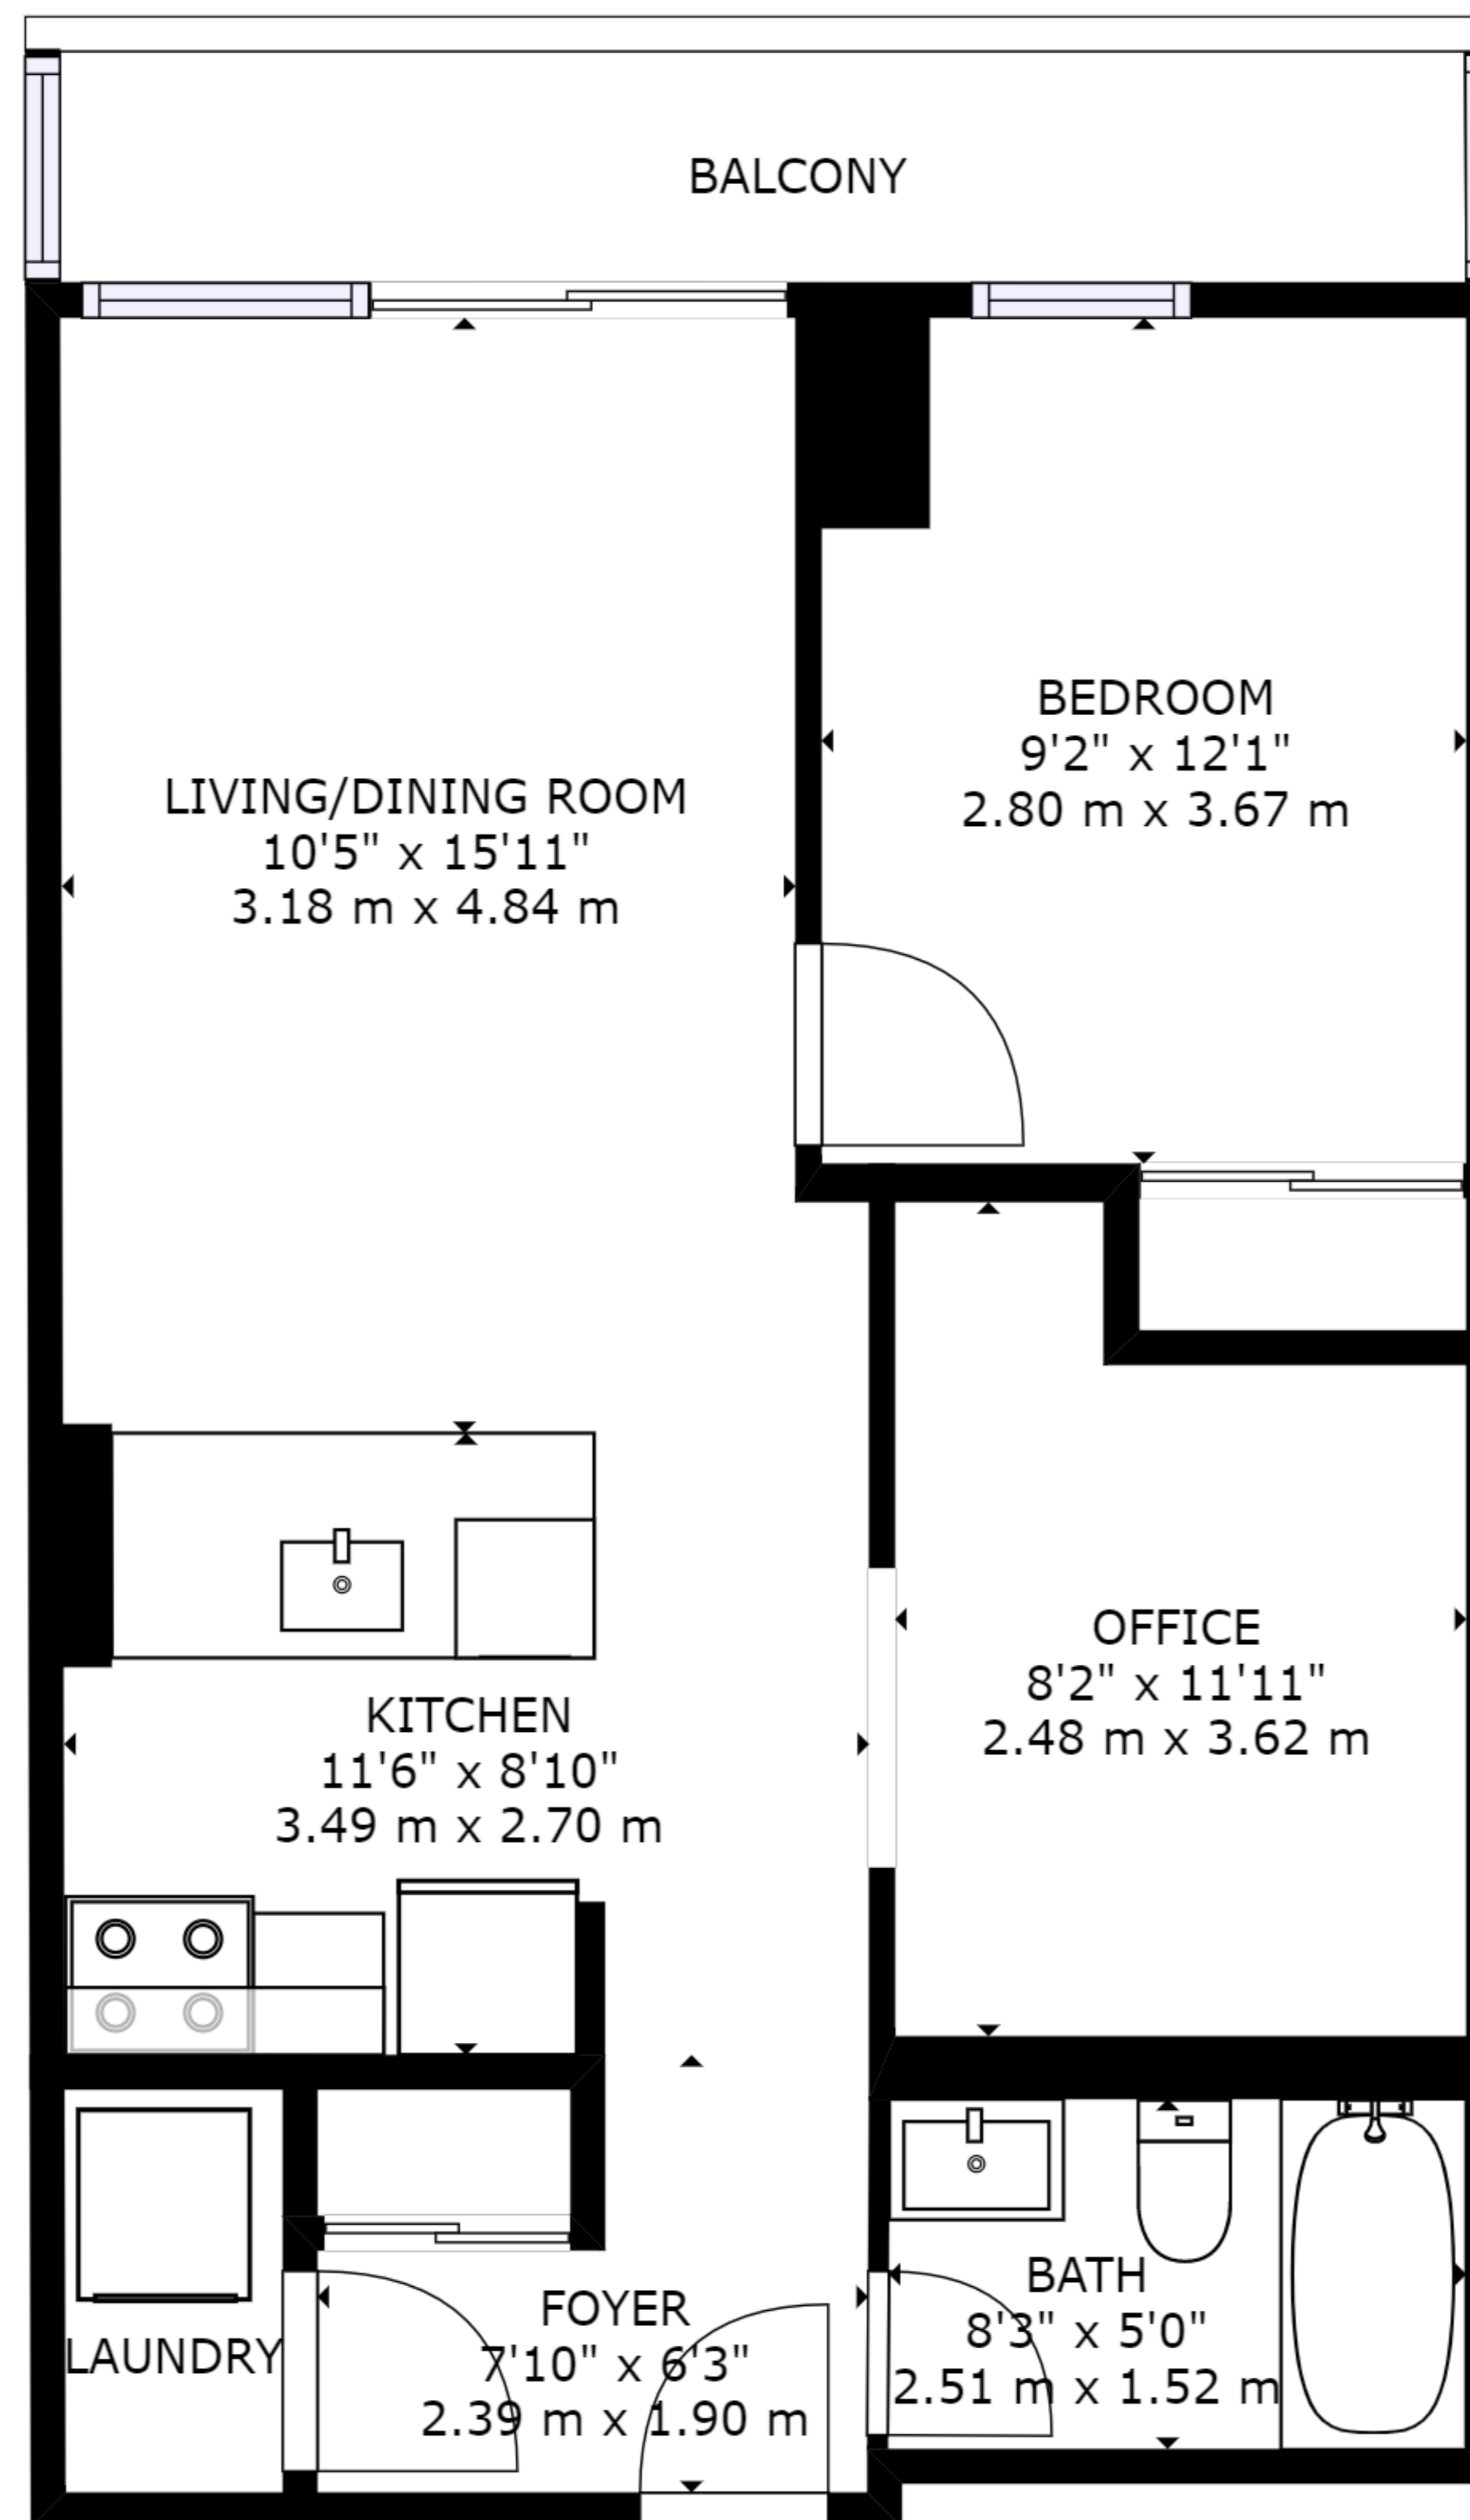 BALCONY
BEDROOM
9'2" x 12'1"
2.80 m x 3.67 m
LIVING/DINING ROOM
10'5" x 15'11"
3.18 m x 4.84 m
OFFICE
8'2" x 11'11"
2.48 m x 3.62 m
KITCHEN
11'6" x 8'10"
3.49 m x 2.70 m
BATH
8'3" x 5'0"
2.51 m x 1.52 m
FOYER
7'10" x 6'3"
2.39 m x 1.90 m
LAUNDRY